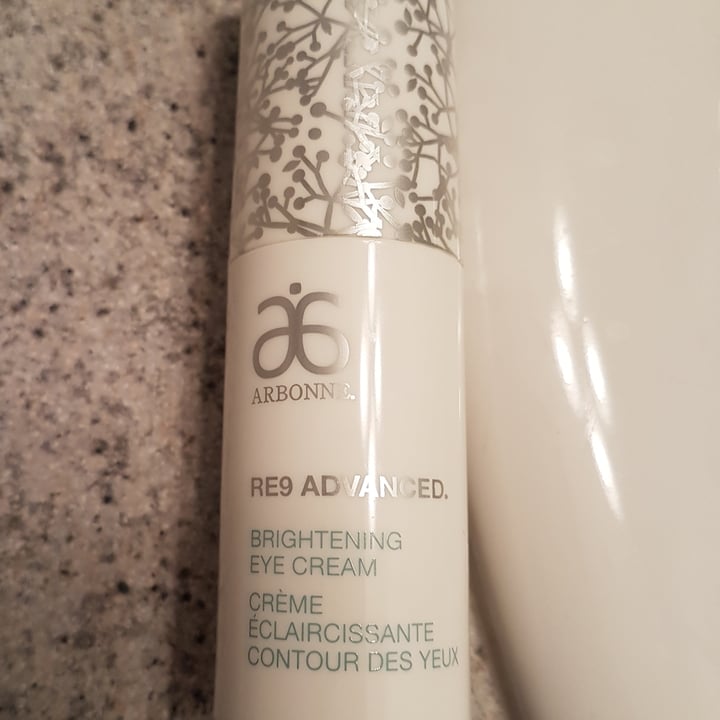 ARBONNE.
RE9 ADVANCED.
BRIGHTENING
EYE CREAM
CRÈME
ÉCLAIRCISSANTE
CONTOUR DES YEUX